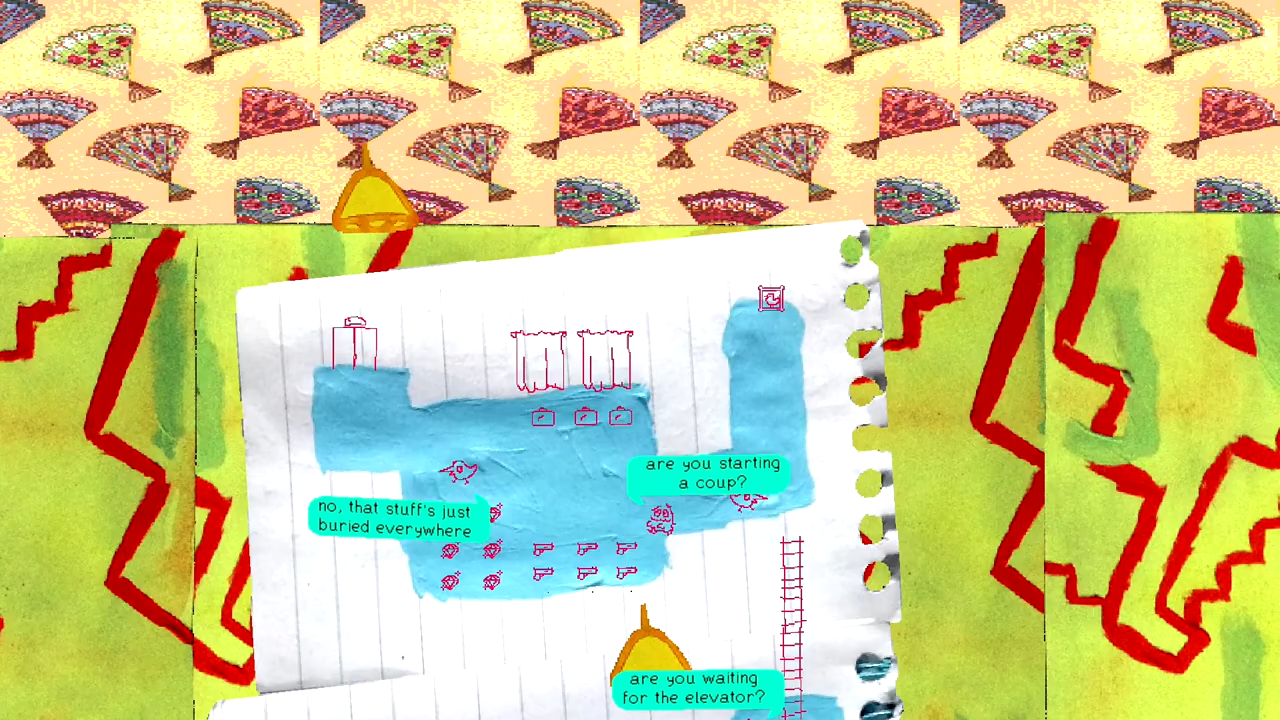 are you starting
a coup?
no, that stuff's just
buried everywhere
are you waiting
for the elevator?